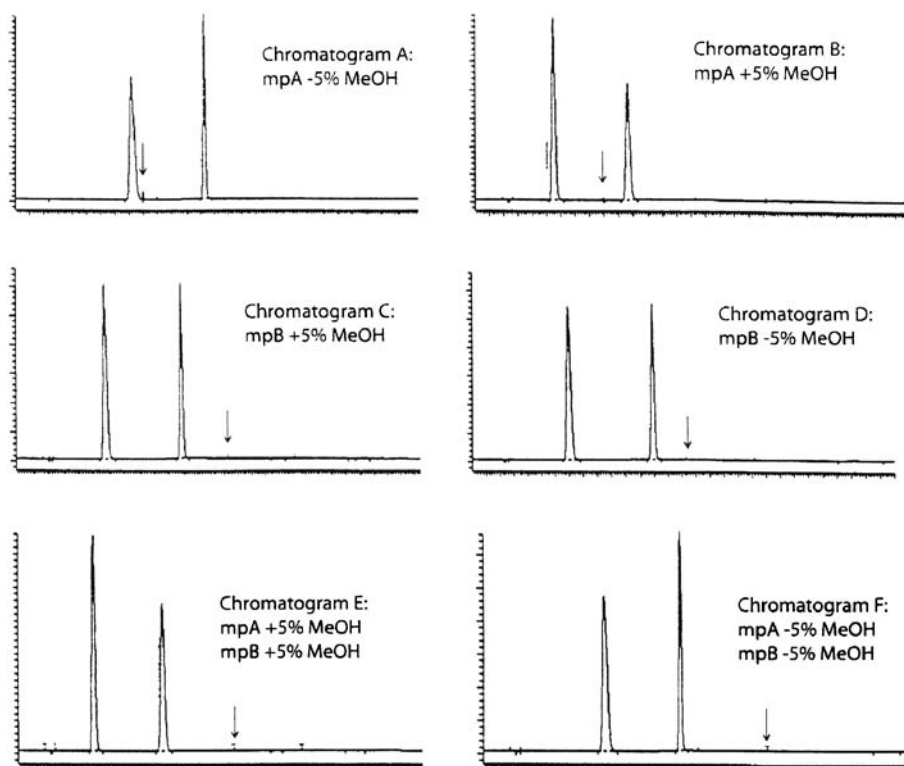 Chromatogram A:
mpA -5% MeOH
Chromatogram B:
mpA +5% MeOH
Chromatogram C:
mpB +5% MeOH
Chromatogram D:
mpB -5% MeOH
Chromatogram E:
mpA +5% MeOH
mpB +5% MeOH
Chromatogram F:
mpA -5% MeOH
mpB -5% MeOH